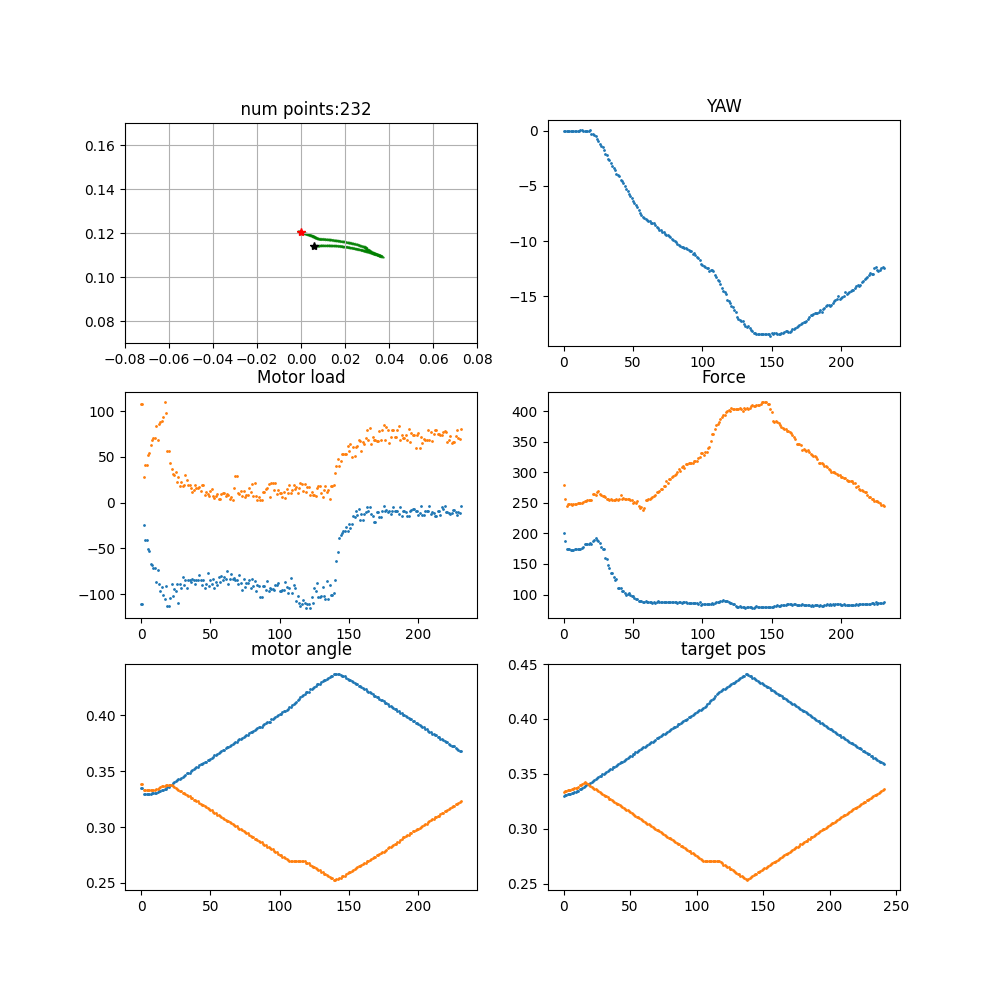 num points:232
YAW
0.16
0.14
0.12
0.10
0.08
−0.08 −0.06 −0.04 −0.02 0.00 0.02 0.04 0.06 0.08
0
−5
−10
−15
0 50 100 150 200
Motor load
Force
100
50
0
−50
−100
0 50 100 150 200
400
350
300
250
200
150
100
0 50 100 150 200
motor angle
target pos
0.40
0.35
0.30
0.25
0 50 100 150 200
0.45
0.40
0.35
0.30
0.25
0 50 100 150 200 250